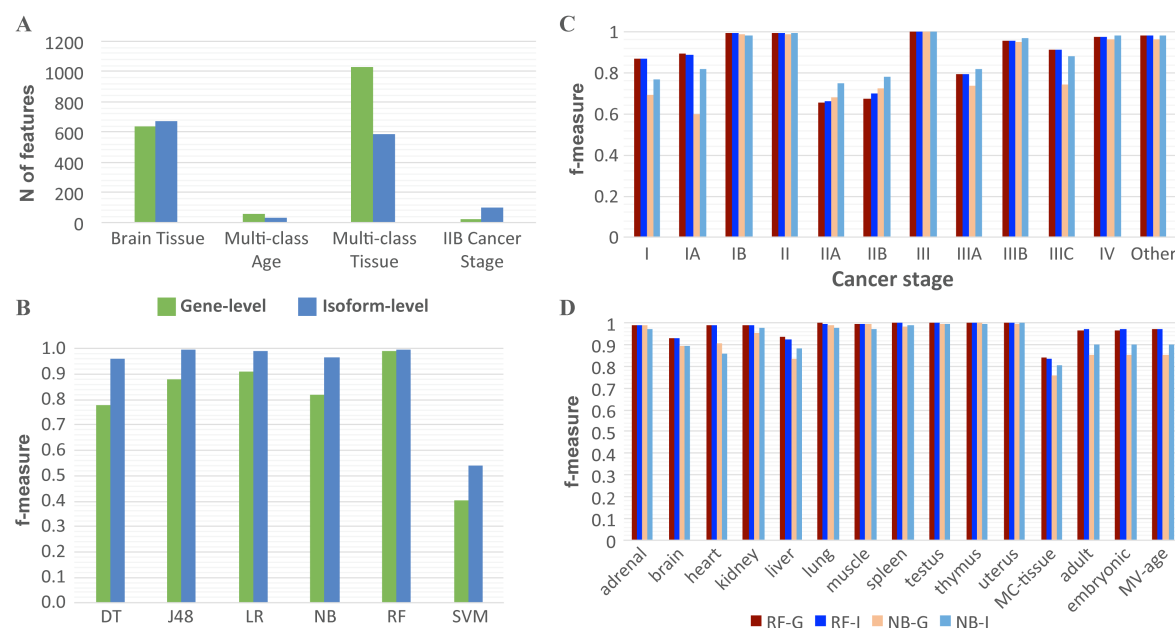 A
1200
1000
800
600
400
200
0
N of features
Brain Tissue
Multi-class
Age
Multi-class
Tissue
IIB Cancer
Stage
Gene-level
Isoform-level
B
1.0
0.9
0.8
0.7
0.6
0.5
0.4
0.3
0.2
0.1
0.0
f-measure
DT J48 LR NB RF SVM
C
1
0.8
0.6
0.4
0.2
0
f-measure
I IA IB II IIA IIB III IIIA IIIB IIIC IV Other
Cancer stage
D
1
0.9
0.8
0.7
0.6
0.5
0.4
0.3
0.2
0.1
0
f-measure
adrenal brain heart kidney liver lung muscle spleen testus thymus uterus MC-tissue adult embryonic MV-age
RF-G RF-I NB-G NB-I